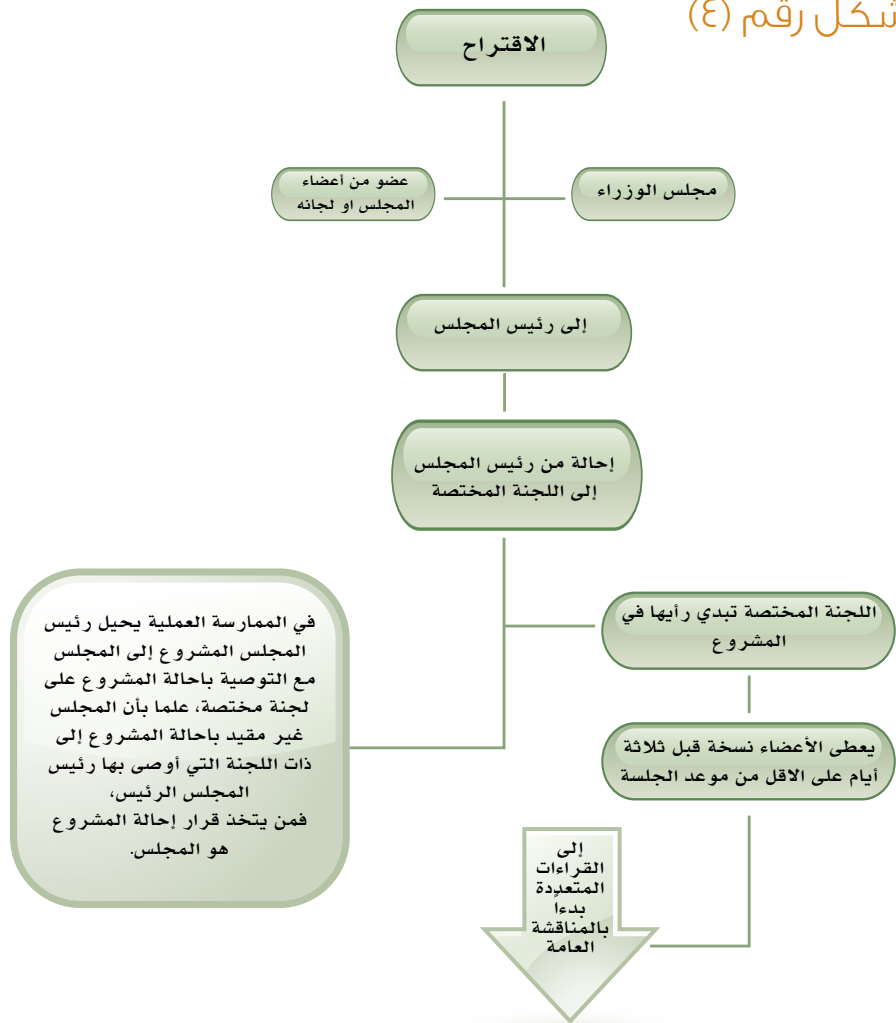 شكل رقم (٤)
الاقتراح
مجلس الوزراء
عضو من أعضاء
المجلس او لجانه
إلى رئيس المجلس
إحالة من رئيس المجلس
إلى اللجنة المختصة
اللجنة المختصة تبدي رأيها في
المشروع
يعطى الأعضاء نسخة قبل ثلاثة
أيام على الاقل من موعد الجلسة
في الممارسة العملية يحيل رئيس
المجلس المشروع إلى المجلس
مع التوصية باحالة المشروع على
لجنة مختصة، علما بأن المجلس
غير مقيد باحالة المشروع إلى
ذات اللجنة التي أوصى بها رئيس
المجلس الرئيس،
فمن يتخذ قرار إحالة المشروع
هو المجلس.
إلى
القراءات
المتعددة
بدءاً
بالمناقشة
العامة